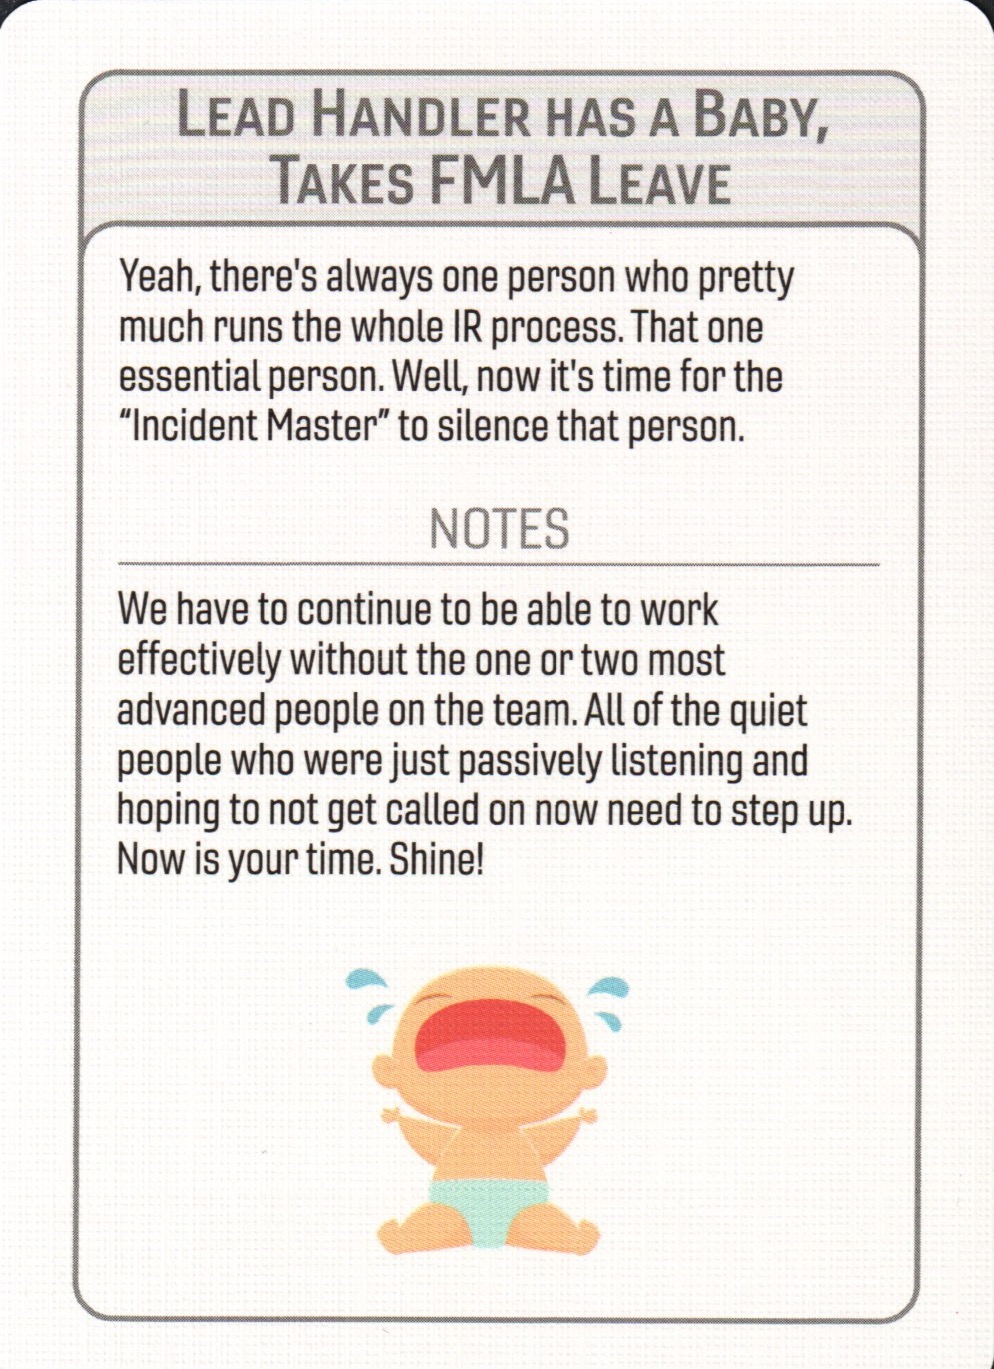 LEAD HANDLER HAS A BABY,
TAKES FMLA LEAVE
Yeah, there's always one person who pretty
much runs the whole IR process. That one
essential person. Well, now it's time for the
“Incident Master” to silence that person.
NOTES
We have to continue to be able to work
effectively without the one or two most
advanced people on the team. All of the quiet
people who were just passively listening and
hoping to not get called on now need to step up.
Now is your time. Shine!